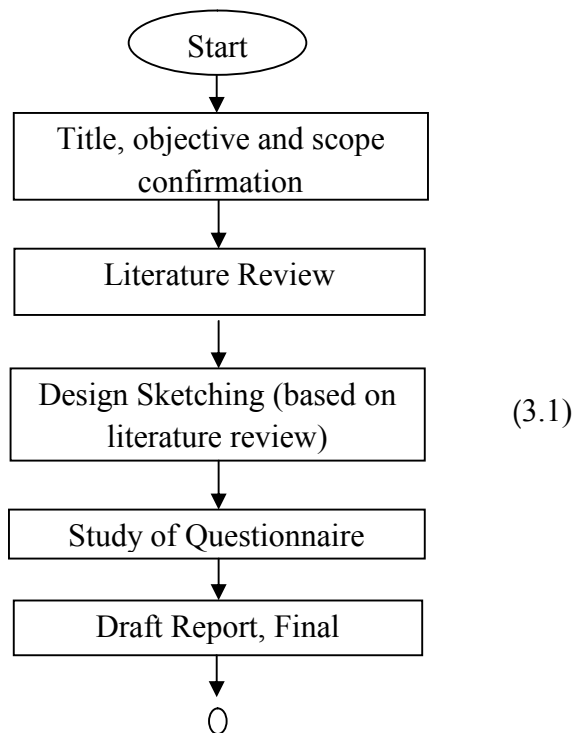 Start
Title, objective and scope
confirmation
Literature Review
Design Sketching (based on
literature review)
(3.1)
Study of Questionnaire
Draft Report, Final